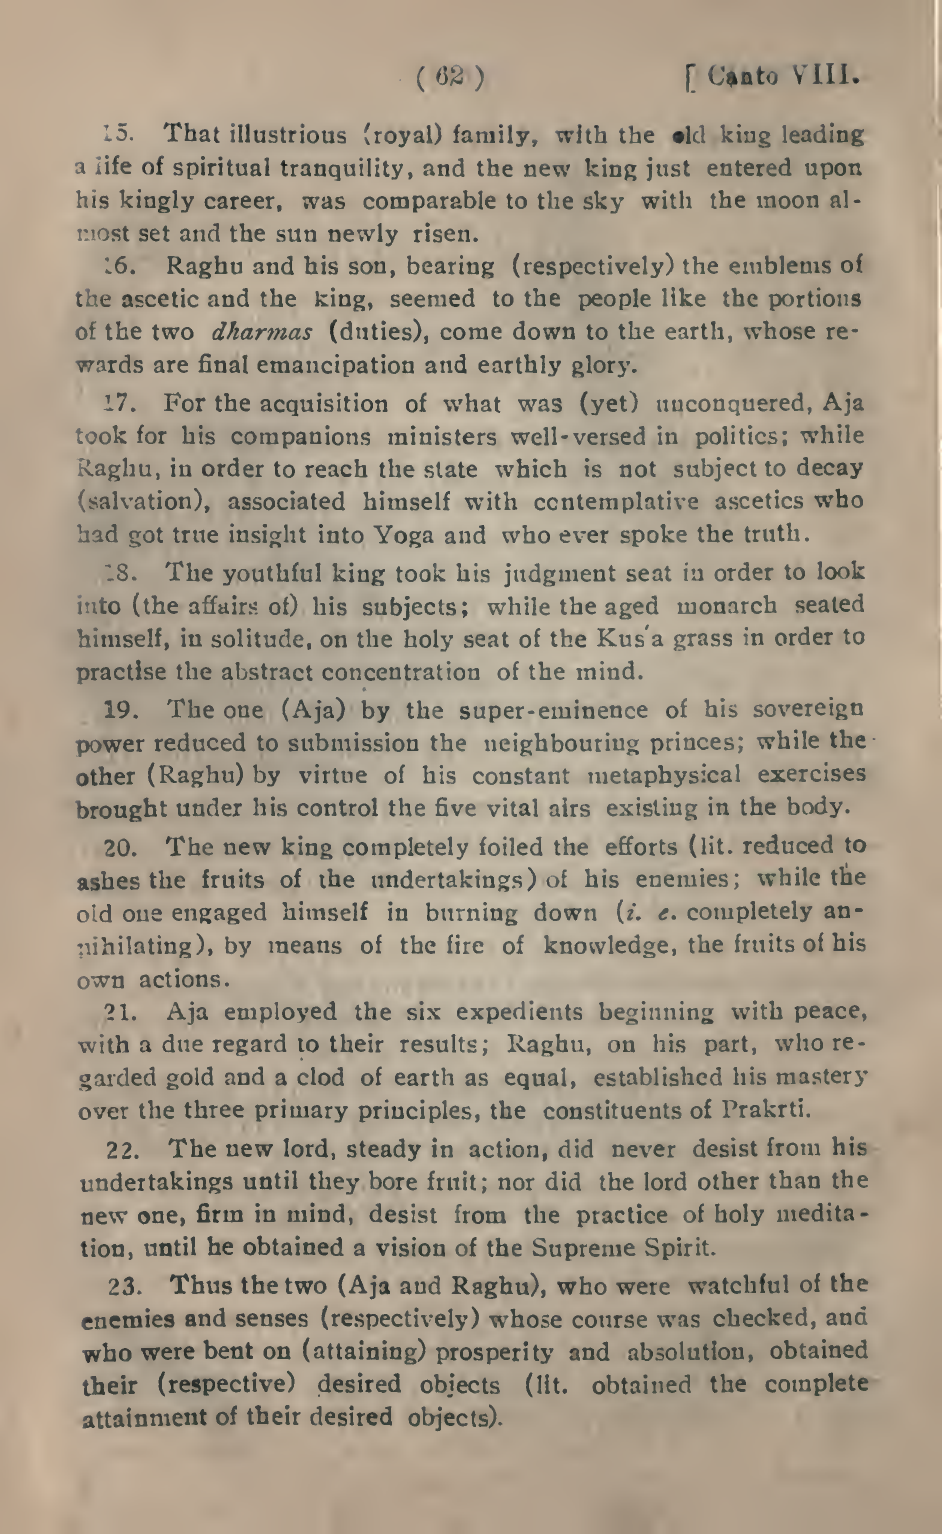 ( 62 ) [ Canto VIII.
15. That illustrious (royal) family, with the old king leading
a life of spiritual tranquility, and the new king just entered upon
his kingly career, was comparable to the sky with the moon al-
most set and the sun newly risen.
16. Raghu and his son, bearing (respectively) the emblems of
the ascetic and the king, seemed to the people like the portions
of the two dharmas (duties), come down to the earth, whose re-
wards are final emancipation and earthly glory.
17. For the acquisition of what was (yet) unconquered, Aja
took for his companions ministers well-versed in politics; while
Raghu, in order to reach the state which is not subject to decay
(salvation), associated himself with contemplative ascetics who
had got true insight into Yoga and who ever spoke the truth.
18. The youthful king took his judgment seat in order to look
into (the affairs of) his subjects; while the aged monarch seated
himself, in solitude, on the holy seat of the Kus'a grass in order to
practise the abstract concentration of the mind.
19. The one (Aja) by the super-eminence of his sovereign
power reduced to submission the neighbouring princes; while the
other (Raghu) by virtue of his constant metaphysical exercises
brought under his control the five vital airs existing in the body.
20. The new king completely foiled the efforts (lit. reduced to
ashes the fruits of the undertakings) of his enemies; while the
old one engaged himself in burning down (i. e. completely an-
nihilating), by means of the fire of knowledge, the fruits of his
own actions.
21. Aja employed the six expedients beginning with peace,
with a due regard to their results; Raghu, on his part, who re-
garded gold and a clod of earth as equal, established his mastery
over the three primary principles, the constituents of Prakrti.
22. The new lord, steady in action, did never desist from his
undertakings until they bore fruit; nor did the lord other than the
new one, firm in mind, desist from the practice of holy medita-
tion, until he obtained a vision of the Supreme Spirit.
23. Thus the two (Aja and Raghu), who were watchful of the
enemies and senses (respectively) whose course was checked, and
who were bent on (attaining) prosperity and absolution, obtained
their (respective) desired objects (lit. obtained the complete
attainment of their desired objects).